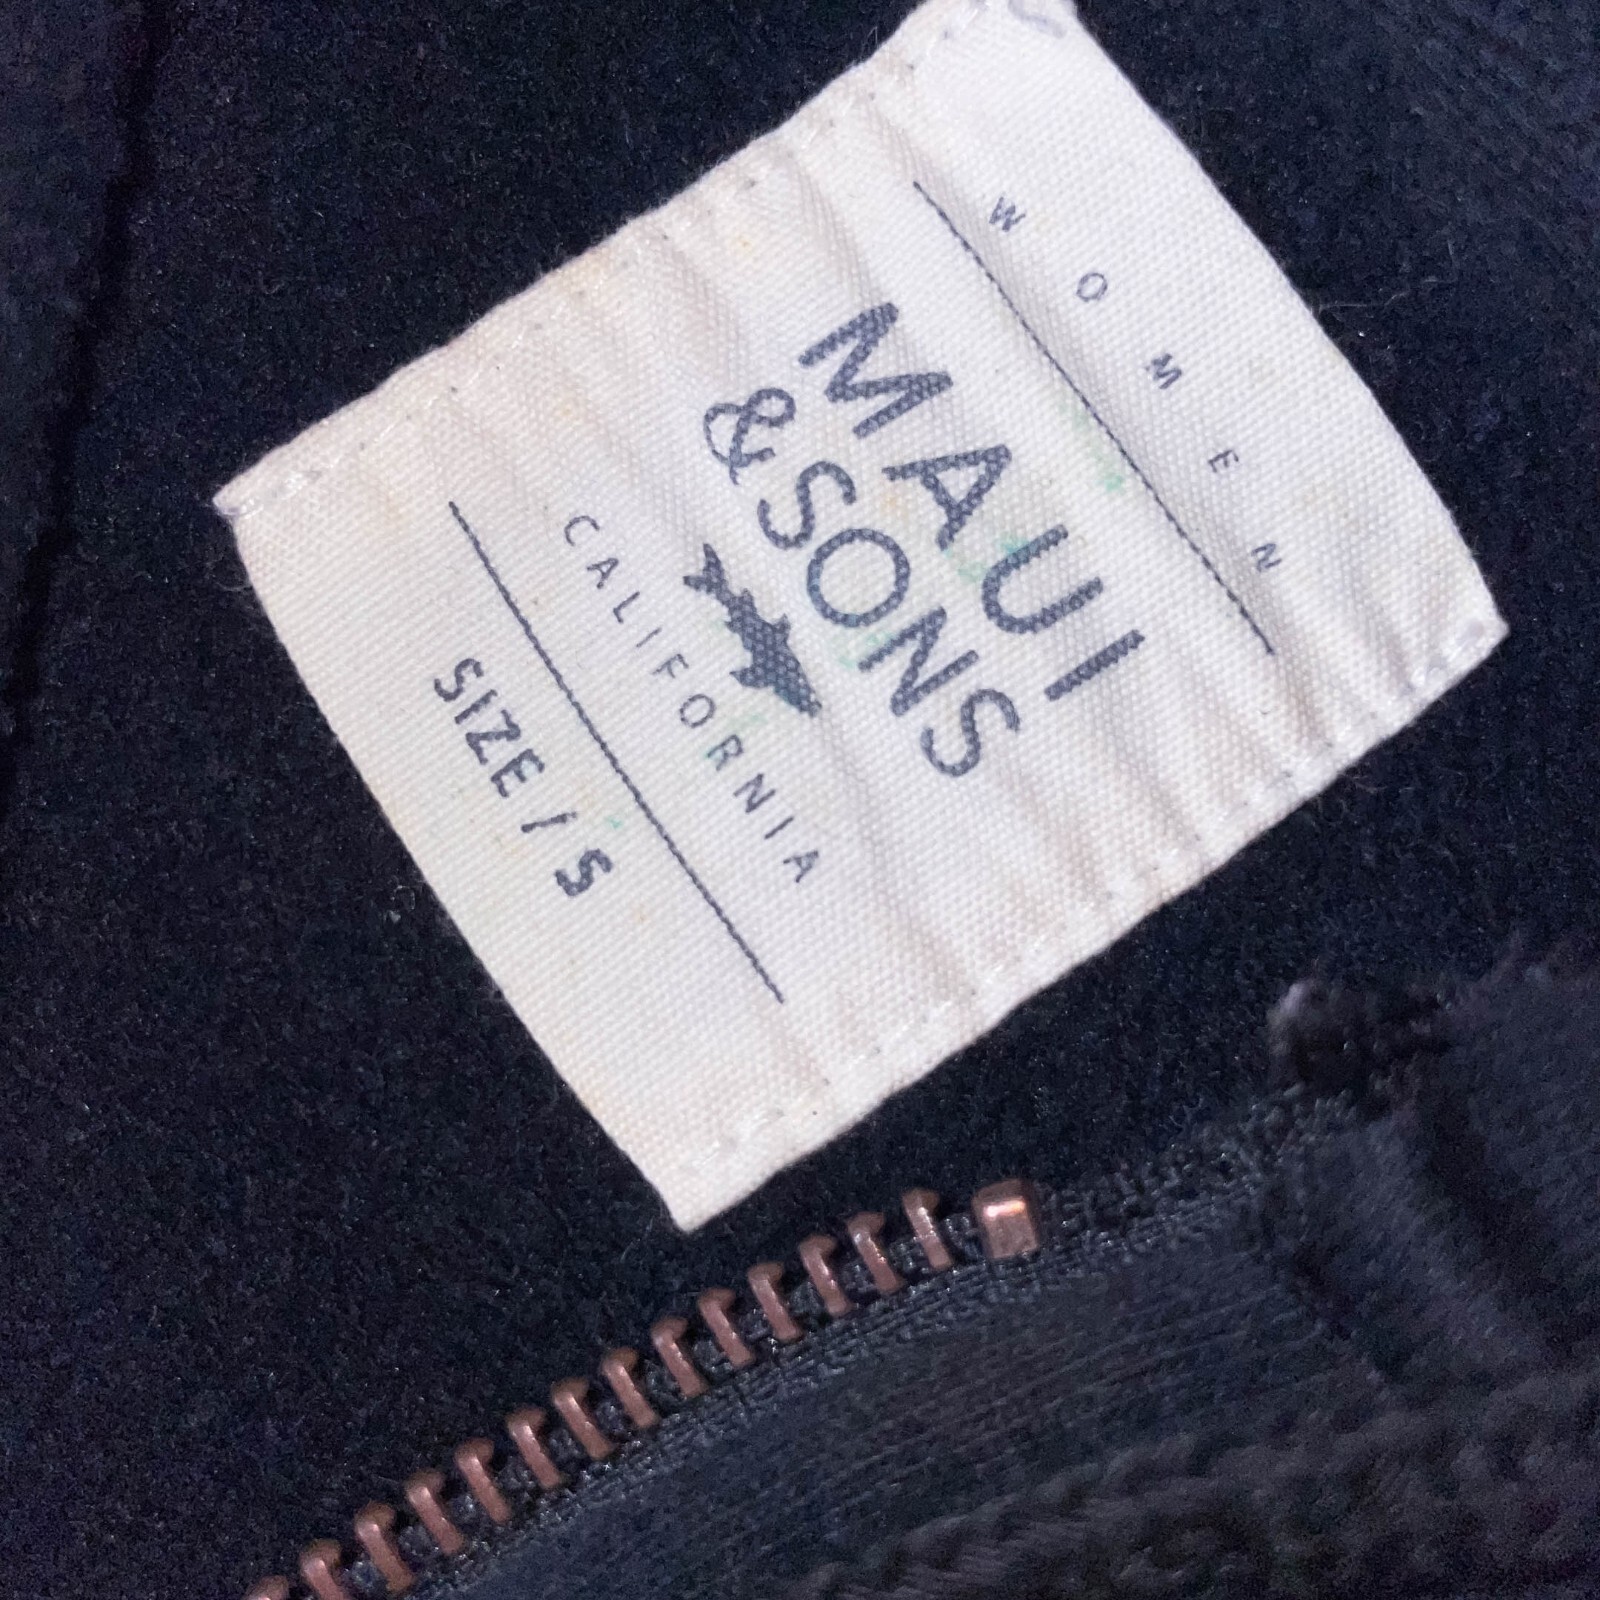 WOMEN
MAUI
& SONS
CALIFORNIA
SIZE / S